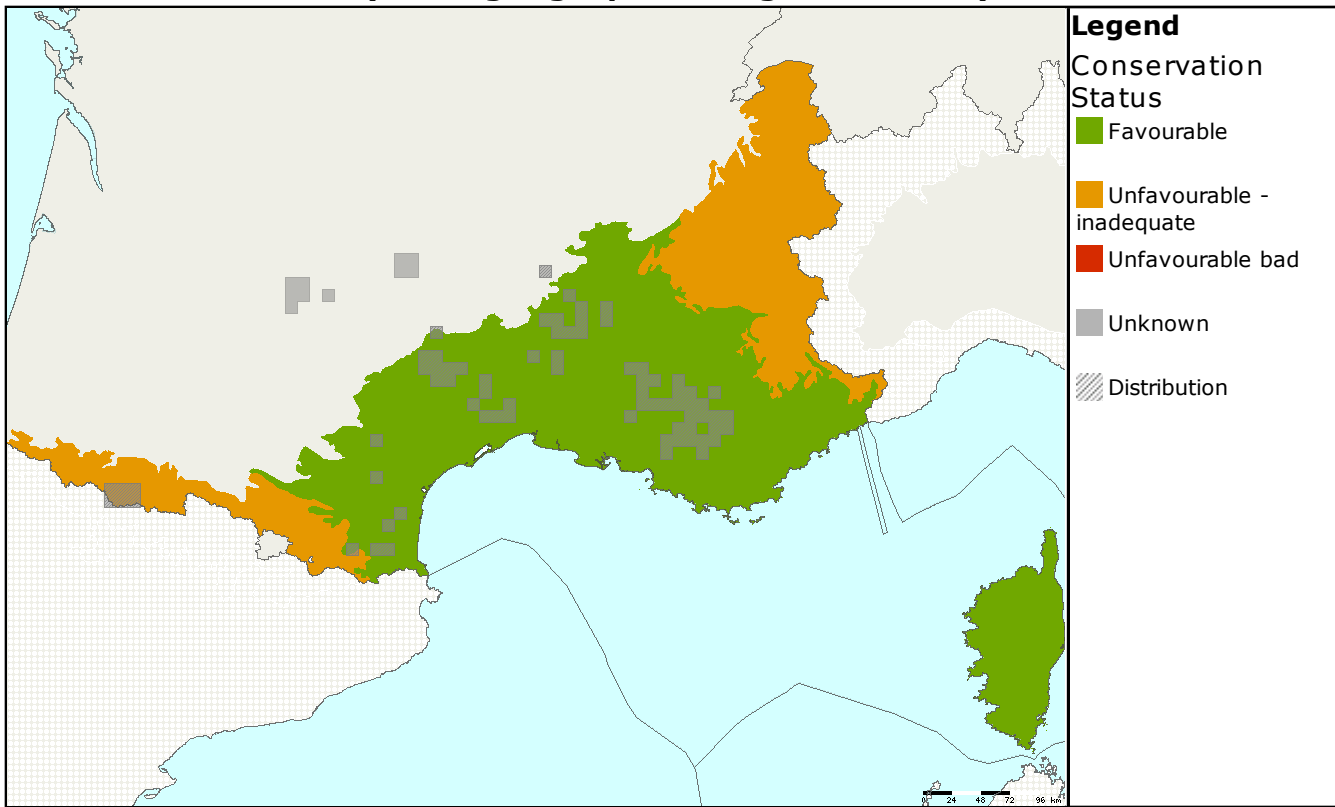 Legend
Conservation
Status
Favourable
Unfavourable -
inadequate
Unfavourable bad
Unknown
Distribution
0 24 48 72 96 km